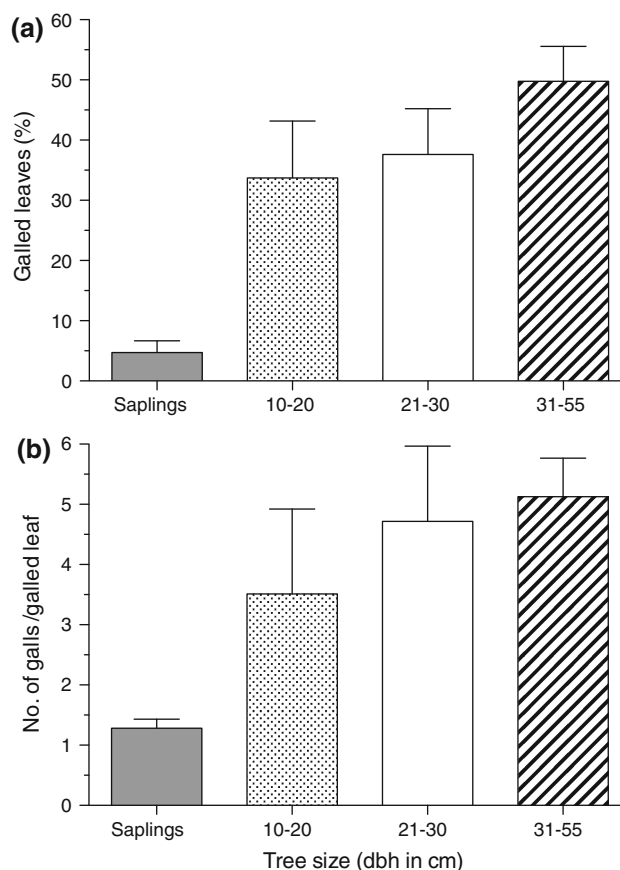 (a)
Galled leaves (%)
60
50
40
30
20
10
0
Saplings 10-20 21-30 31-55
(b)
No. of galls /galled leaf
6
5
4
3
2
1
0
Saplings 10-20 21-30 31-55
Tree size (dbh in cm)